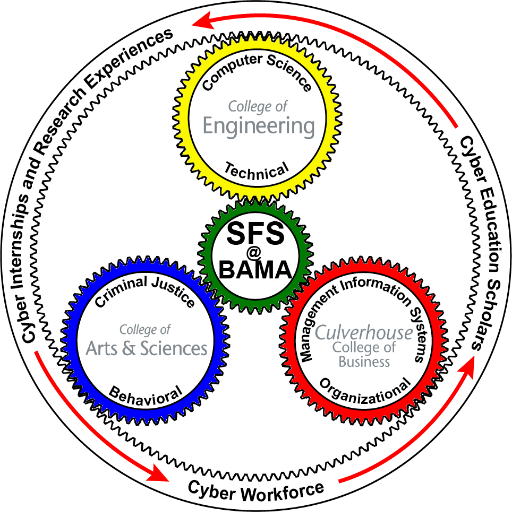 Cyber Internships and Research Experiences
Cyber Education Scholars
Computer Science
College of
Engineering
Technical
SFS
@
BAMA
Criminal Justice
College of
Arts & Sciences
Behavioral
Management Information Systems
Culverhouse
College of
Business
Organizational
Cyber Workforce